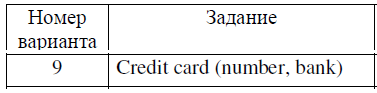 Номер варианта	Задание
9	Credit card (number, bank)